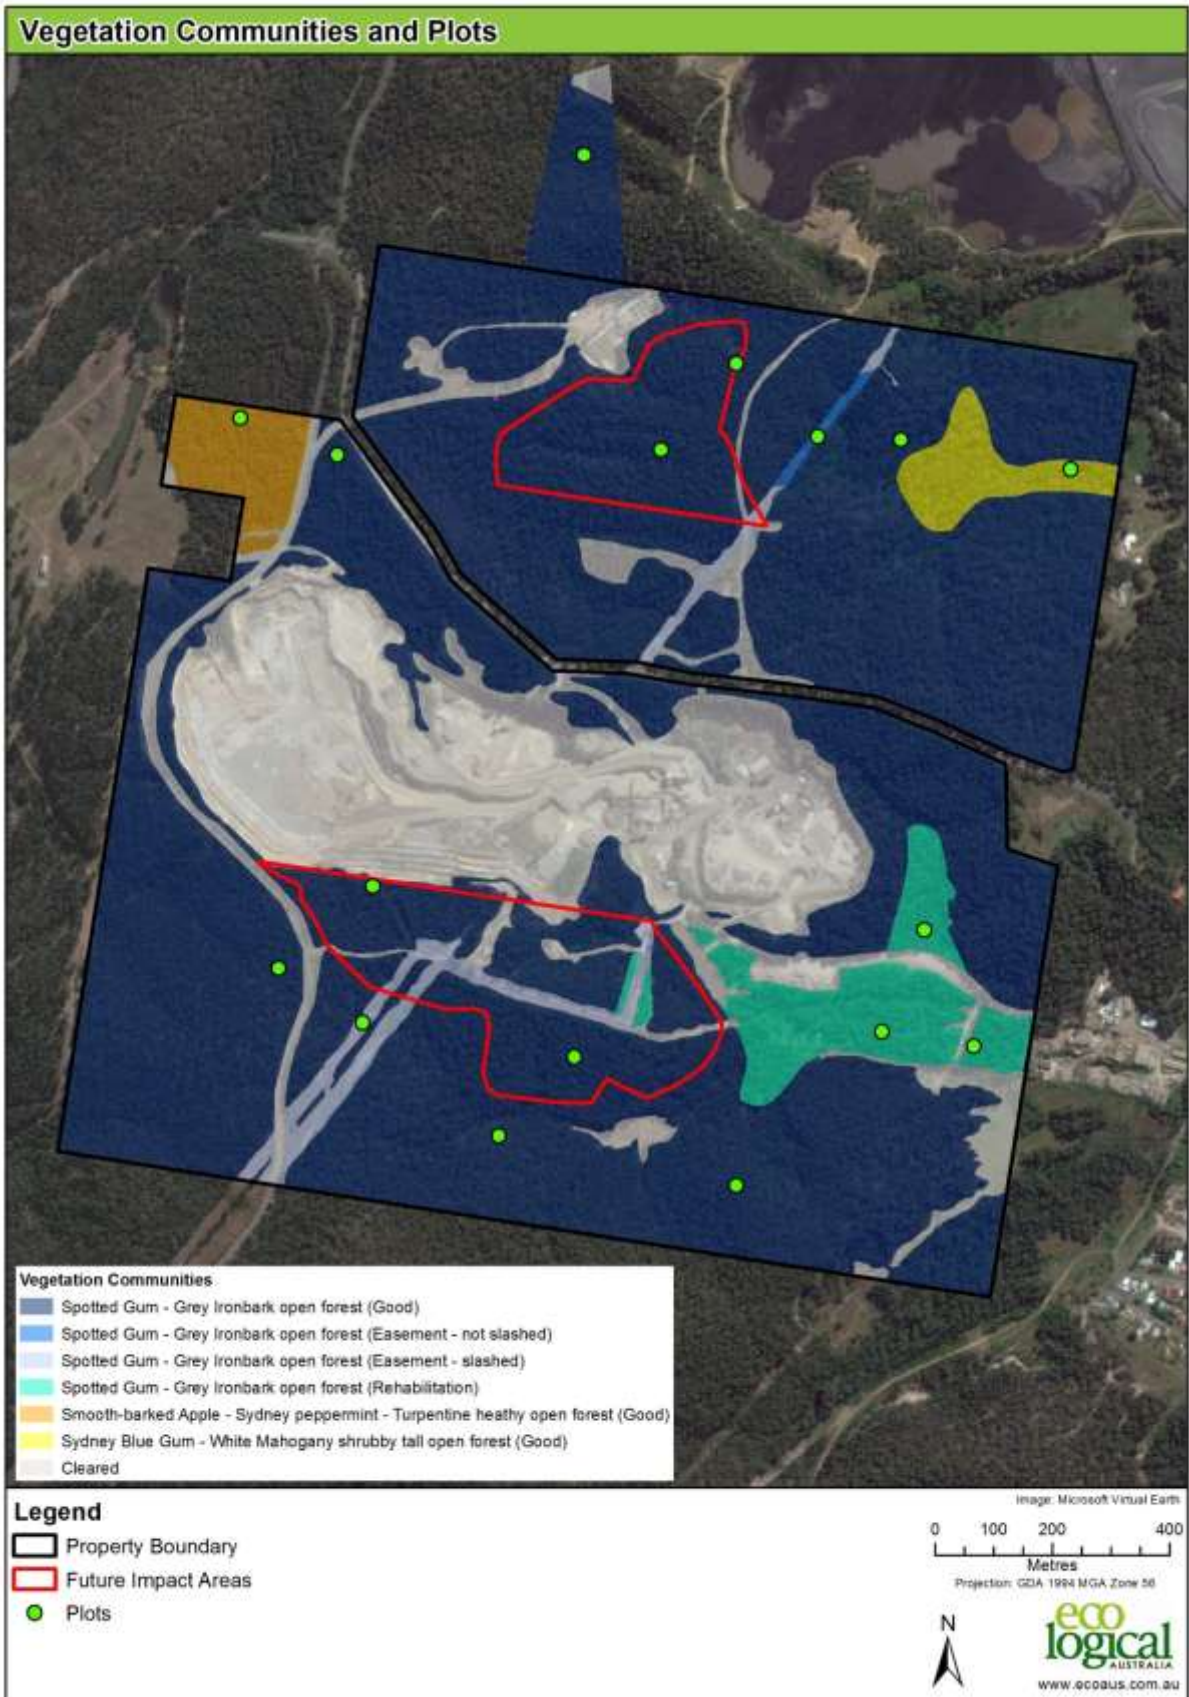 Vegetation Communities and Plots
Vegetation Communities
Spotted Gum - Grey Ironbark open forest (Good)
Spotted Gum - Grey Ironbark open forest (Easement - not slashed)
Spotted Gum - Grey Ironbark open forest (Easement - slashed)
Spotted Gum - Grey Ironbark open forest (Rehabilitation)
Smooth-barked Apple - Sydney peppermint - Turpentine heathy open forest (Good)
Sydney Blue Gum - White Mahogany shrubby tall open forest (Good)
Cleared
Legend
Property Boundary
Future Impact Areas
Plots
Image: Microsoft Virtual Earth
0 100 200 400
Metres
Projection: GDA 1994 MGA Zone 56
N
eco
logical
AUSTRALIA
www.ecoaus.com.au